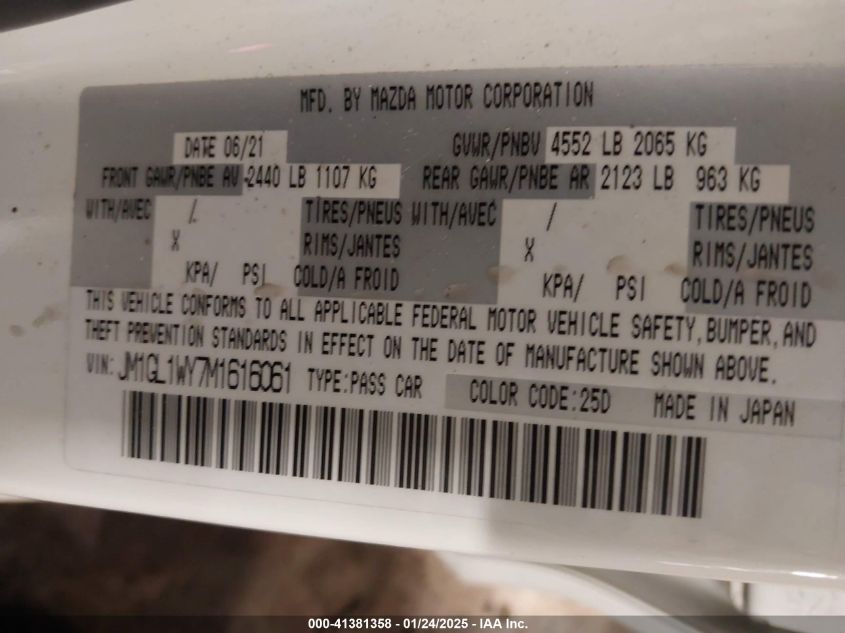 MFD. BY MAZDA MOTOR CORPORATION
DATE 06/21 GVWR/PNBV 4552 LB 2065 KG
FRONT GAWR/PNBE AV 2440 LB 1107 KG REAR GAWR/PNBE AR 2123 LB 963 KG
WITH/AVEC / TIRES/PNEUS WITH/AVEC / TIRES/PNEUS
X RIMS/JANTES X RIMS/JANTES
KPA/ PSI COLD/A FROID KPA/ PSI COLD/A FROID
THIS VEHICLE CONFORMS TO ALL APPLICABLE FEDERAL MOTOR VEHICLE SAFETY, BUMPER, AND
THEFT PREVENTION STANDARDS IN EFFECT ON THE DATE OF MANUFACTURE SHOWN ABOVE.
VIN: JM1GL1WY7M1616061 TYPE:PASS CAR COLOR CODE:25D MADE IN JAPAN
000-41381358 - 01/24/2025 - IAA Inc.